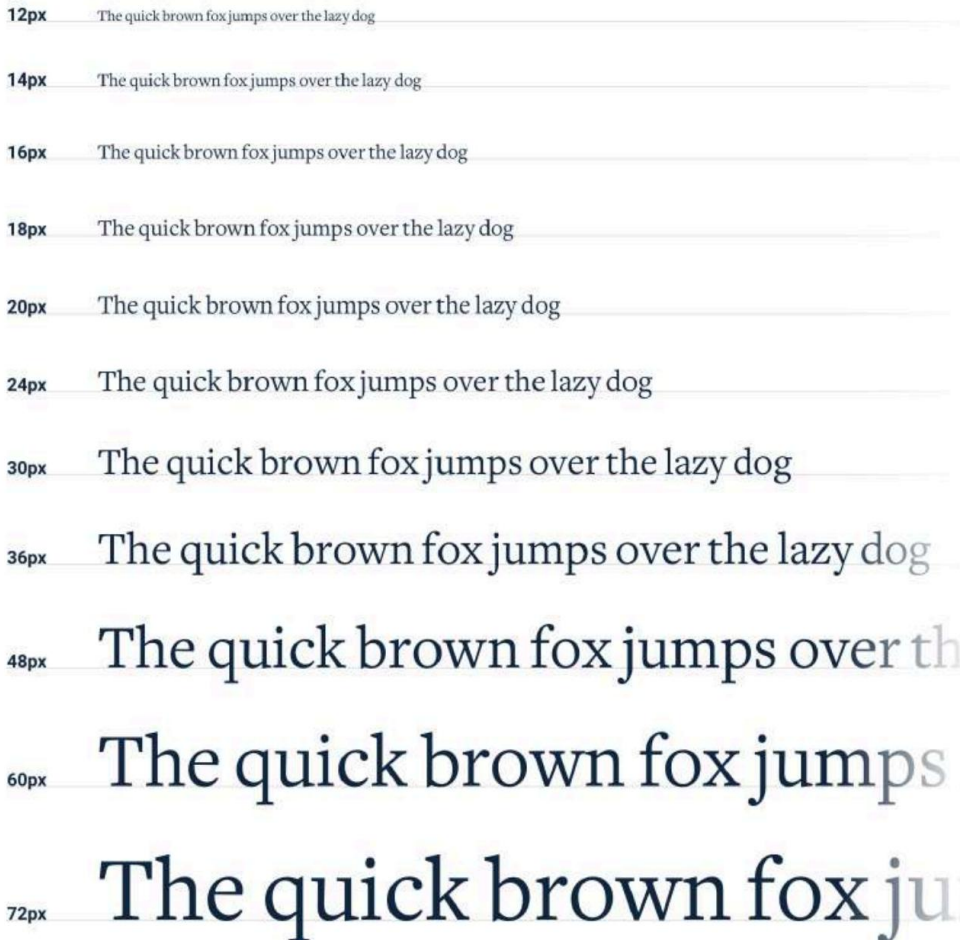 12px The quick brown fox jumps over the lazy dog
14px The quick brown fox jumps over the lazy dog
16px The quick brown fox jumps over the lazy dog
18px The quick brown fox jumps over the lazy dog
20px The quick brown fox jumps over the lazy dog
24px The quick brown fox jumps over the lazy dog
30px The quick brown fox jumps over the lazy dog
36px The quick brown fox jumps over the lazy dog
48px The quick brown fox jumps over th
60px The quick brown fox jumps
72px The quick brown fox ju